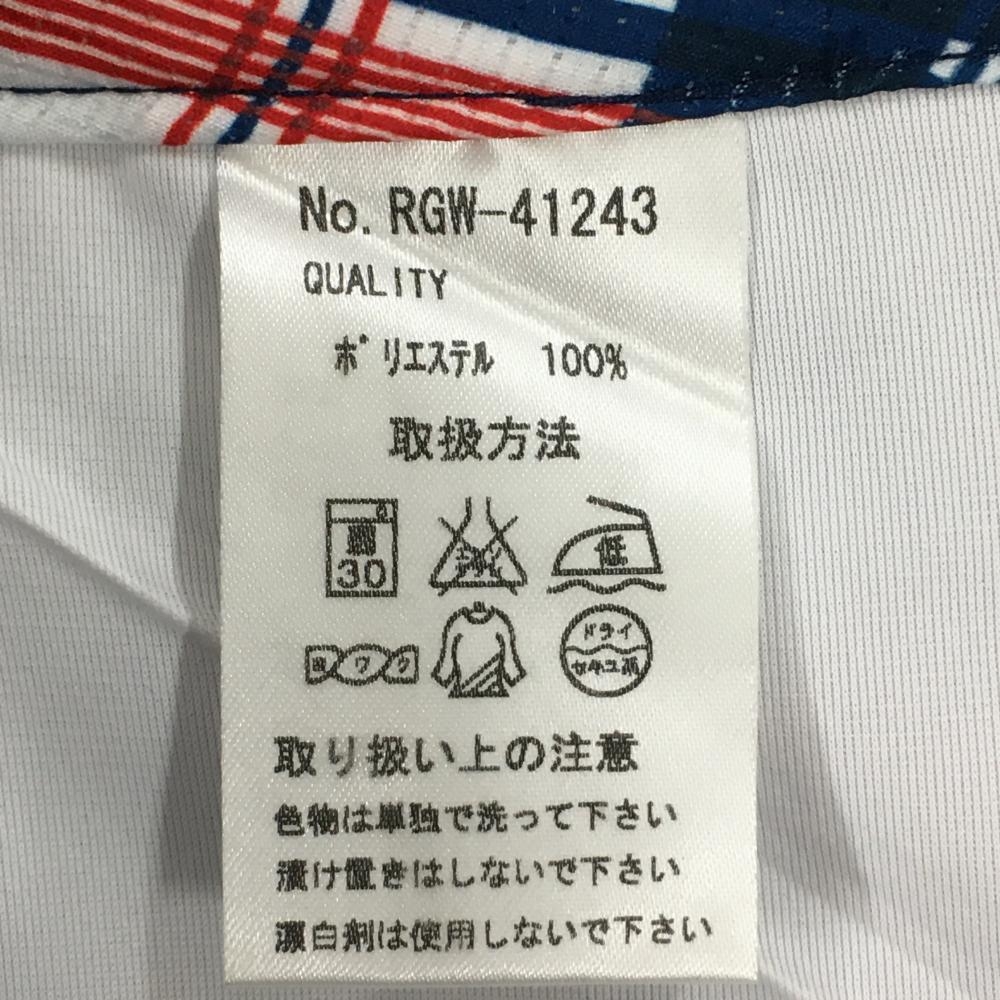 No. RGW-41243
QUALITY
ポリエステル 100%
取扱方法
30
低
ヨワク
ドライ
セキユ系
取り扱い上の注意
色物は単独で洗って下さい
漬け置きはしないで下さい
漂白剤は使用しないで下さい